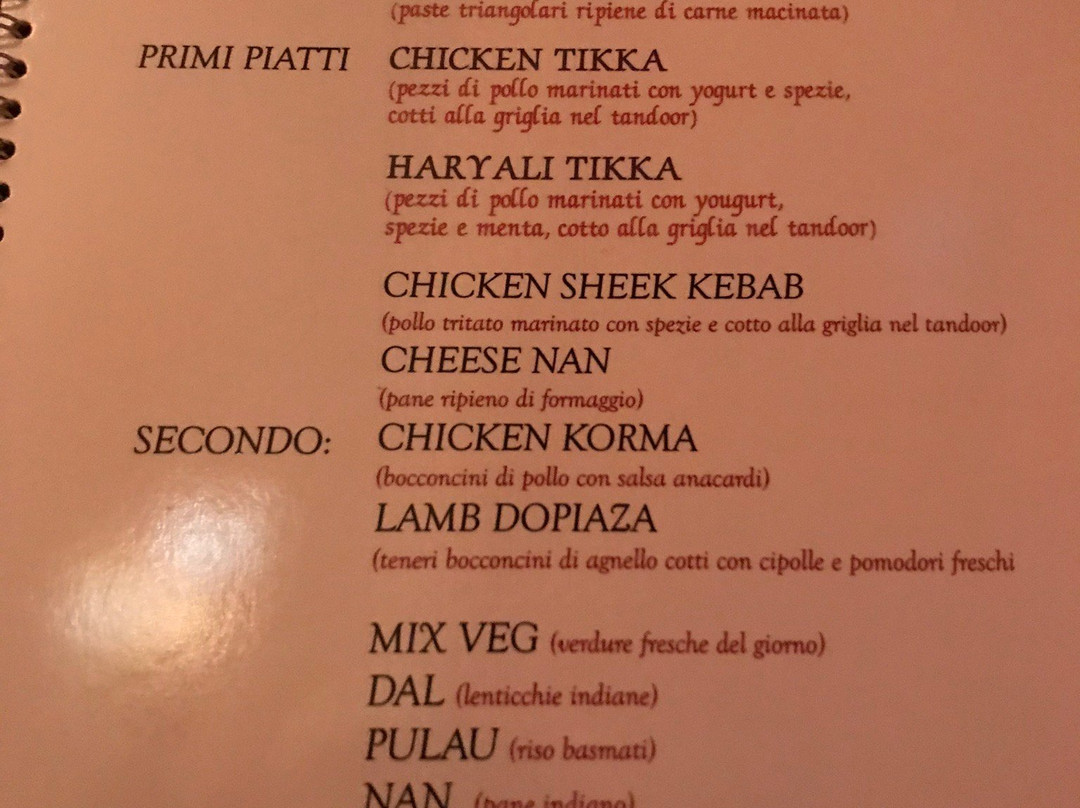 (paste triangolari ripiene di carne macinata)
PRIMI PIATTI CHICKEN TIKKA
(pezzi di pollo marinati con yogurt e spezie,
cotti alla griglia nel tandoor)
HARYALI TIKKA
(pezzi di pollo marinati con yougurt,
spezie e menta, cotto alla griglia nel tandoor)
CHICKEN SHEEK KEBAB
(pollo tritato marinato con spezie e cotto alla griglia nel tandoor)
CHEESE NAN
(pane ripieno di formaggio)
SECONDO: CHICKEN KORMA
(bocconcini di pollo con salsa anacardi)
LAMB DOPIAZA
(teneri bocconcini di agnello cotti con cipolle e pomodori freschi
MIX VEG (verdure fresche del giorno)
DAL (lenticchie indiane)
PULAU (riso basmati)
NAN (pane indiano)